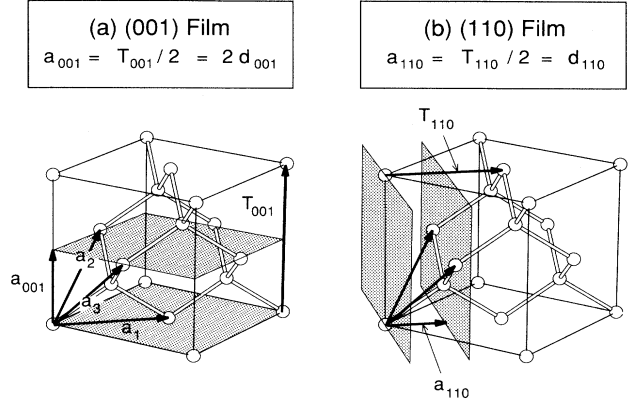 (a) (001) Film
a001 = T001 / 2 = 2 d001
(b) (110) Film
a110 = T110 / 2 = d110
T110
T001
a001
a2
a3
a1
a110